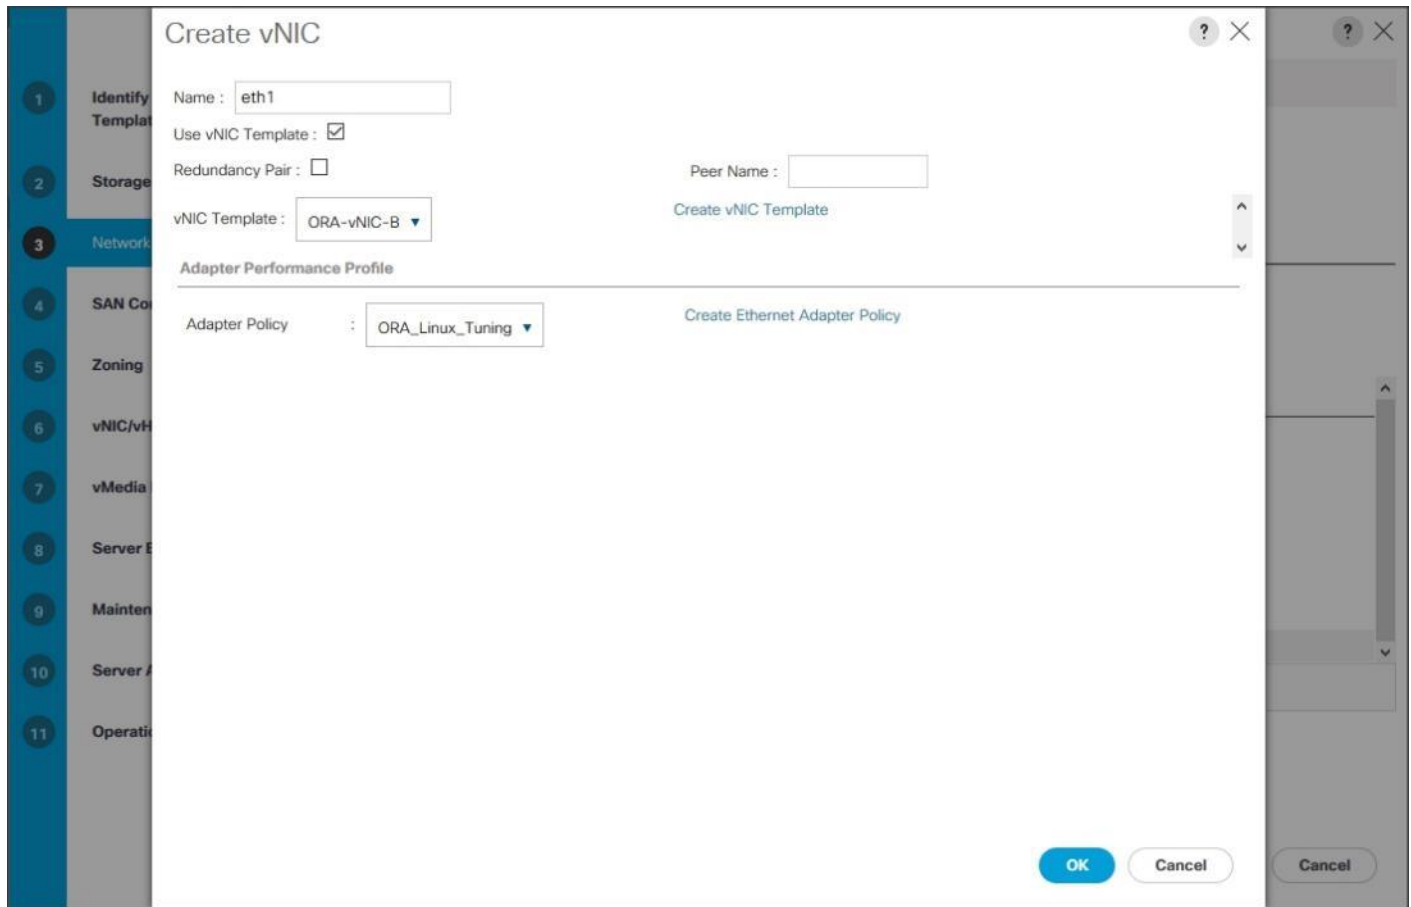 Create vNIC
? ×
? ×
Name : eth1
Use vNIC Template :
Redundancy Pair :
Peer Name :
vNIC Template : ORA-vNIC-B
Create vNIC Template
Adapter Performance Profile
Adapter Policy : ORA_Linux_Tuning
Create Ethernet Adapter Policy
1 Identify
Templat
2 Storage
3 Network
4 SAN Co
5 Zoning
6 vNIC/vH
7 vMedia
8 Server
9 Mainten
10 Server
11 Operatio
OK
Cancel
Cancel